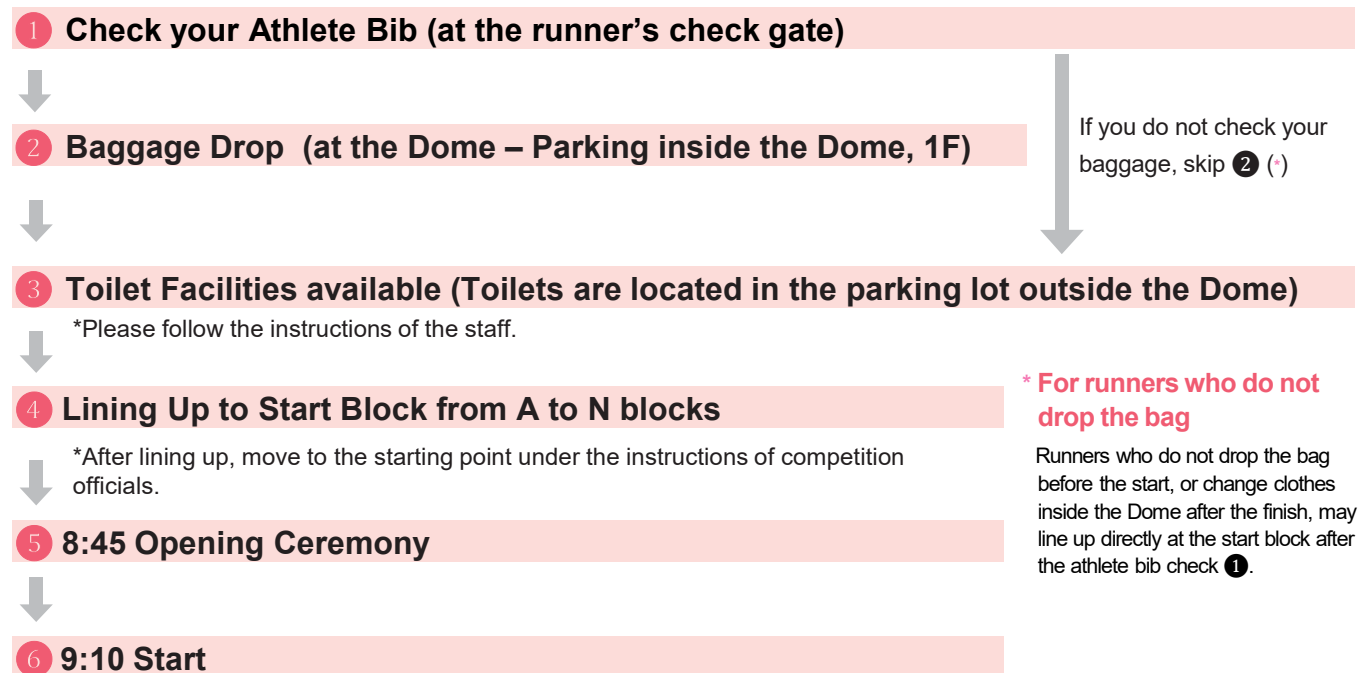 1 Check your Athlete Bib (at the runner’s check gate)
If you do not check your
baggage, skip ❷ (*)
2 Baggage Drop (at the Dome – Parking inside the Dome, 1F)
3 Toilet Facilities available (Toilets are located in the parking lot outside the Dome)
*Please follow the instructions of the staff.
4 Lining Up to Start Block from A to N blocks
*After lining up, move to the starting point under the instructions of competition
officials.
5 8:45 Opening Ceremony
6 9:10 Start
* For runners who do not
drop the bag
Runners who do not drop the bag
before the start, or change clothes
inside the Dome after the finish, may
line up directly at the start block after
the athlete bib check ❶.